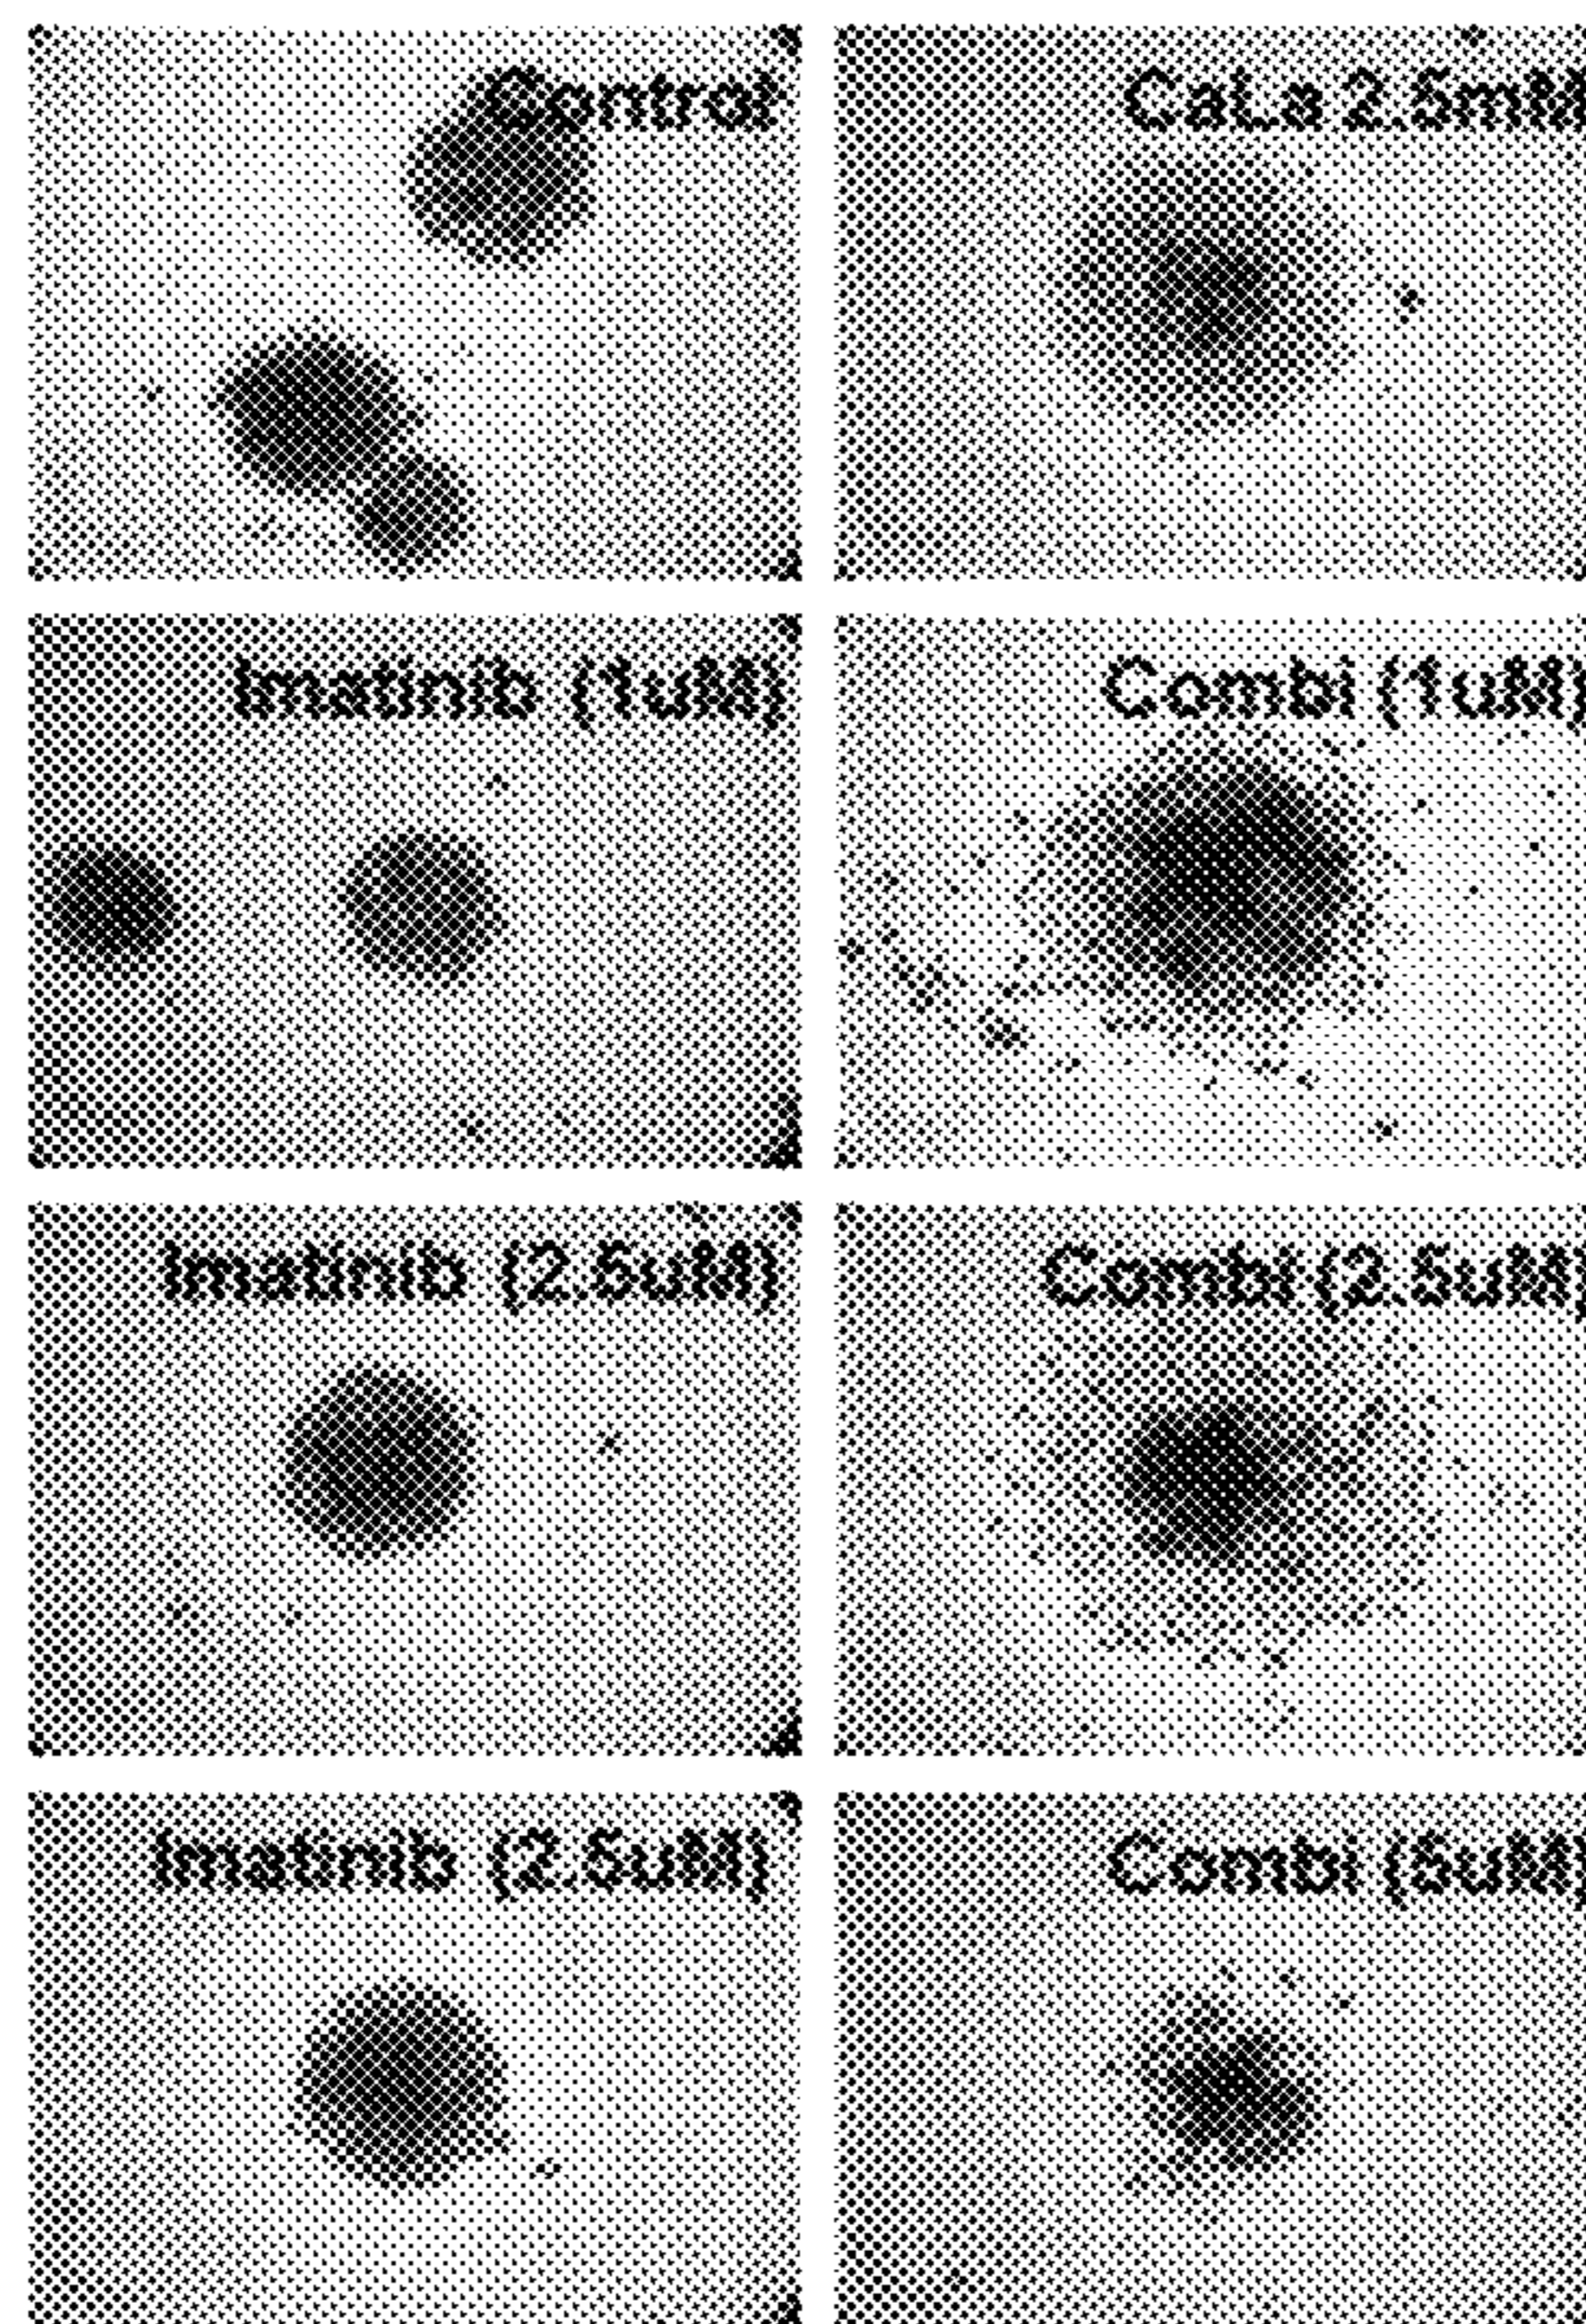 Control
CaLa 2.5mM
Imatinib (1uM)
Combi (1uM)
Imatinib (2.5uM)
Combi (2.5uM)
Imatinib (2.5uM)
Combi (5uM)